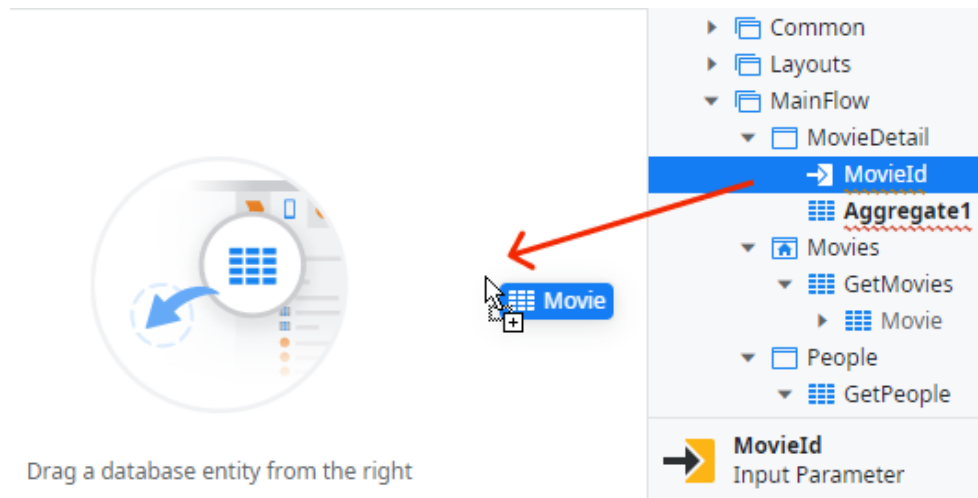 Common
Layouts
MainFlow
MovieDetail
MovieId
Aggregate1
Movies
GetMovies
Movie
People
GetPeople
Movie
Drag a database entity from the right
MovieId
Input Parameter